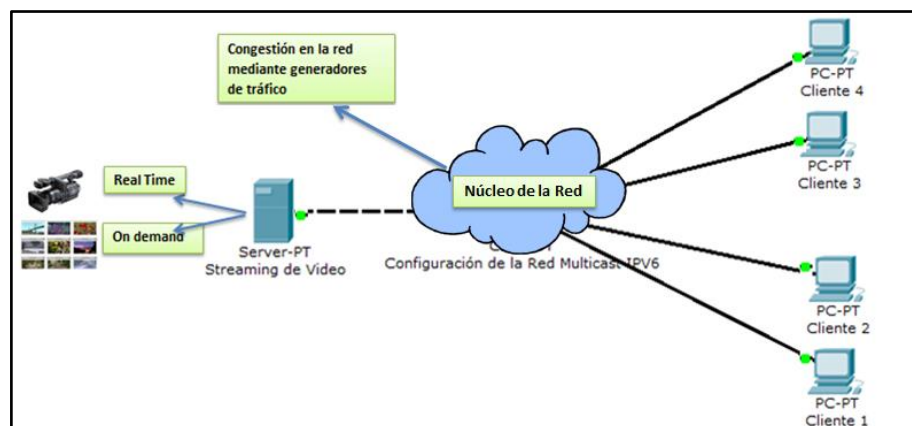 Congestión en la red
mediante generadores
de tráfico
PC-PT
Cliente 4
Real Time
On demand
Núcleo de la Red
PC-PT
Cliente 3
Server-PT
Streaming de Video
Configuración de la Red Multicast IPV6
PC-PT
Cliente 2
PC-PT
Cliente 1